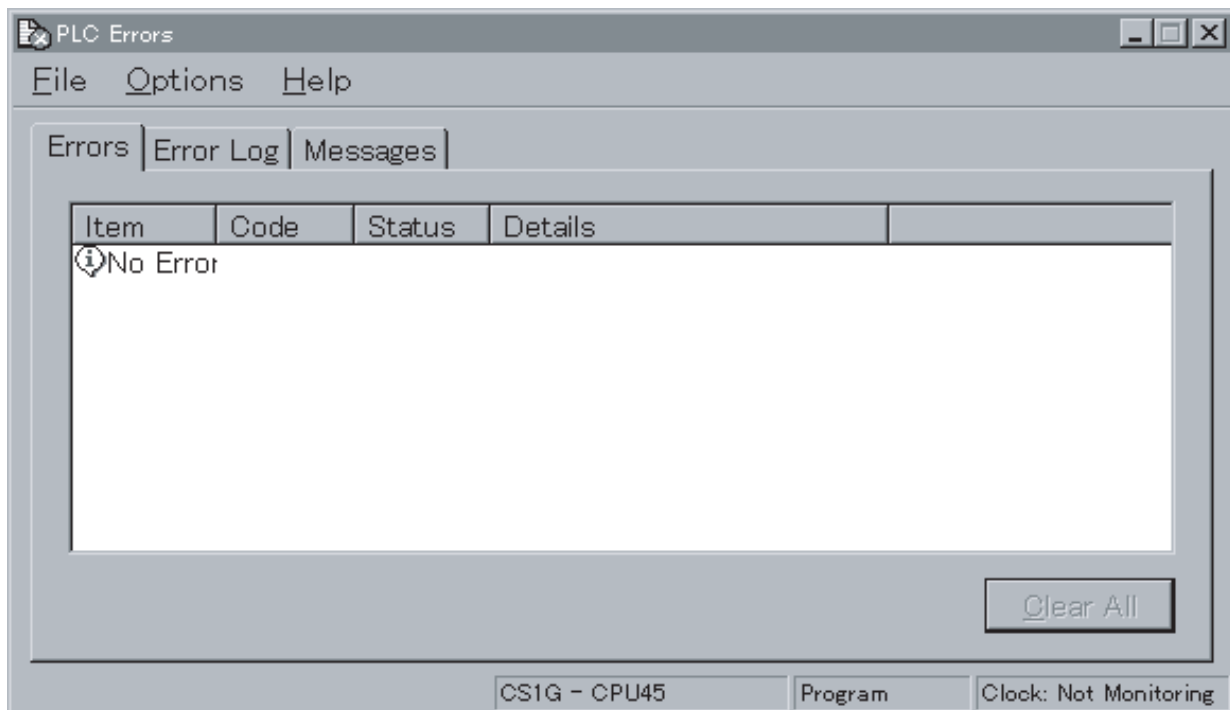 PLC Errors
File Options Help
Errors Error Log Messages
Item Code Status Details
No Error
Clear All
CS1G - CPU45 Program Clock: Not Monitoring